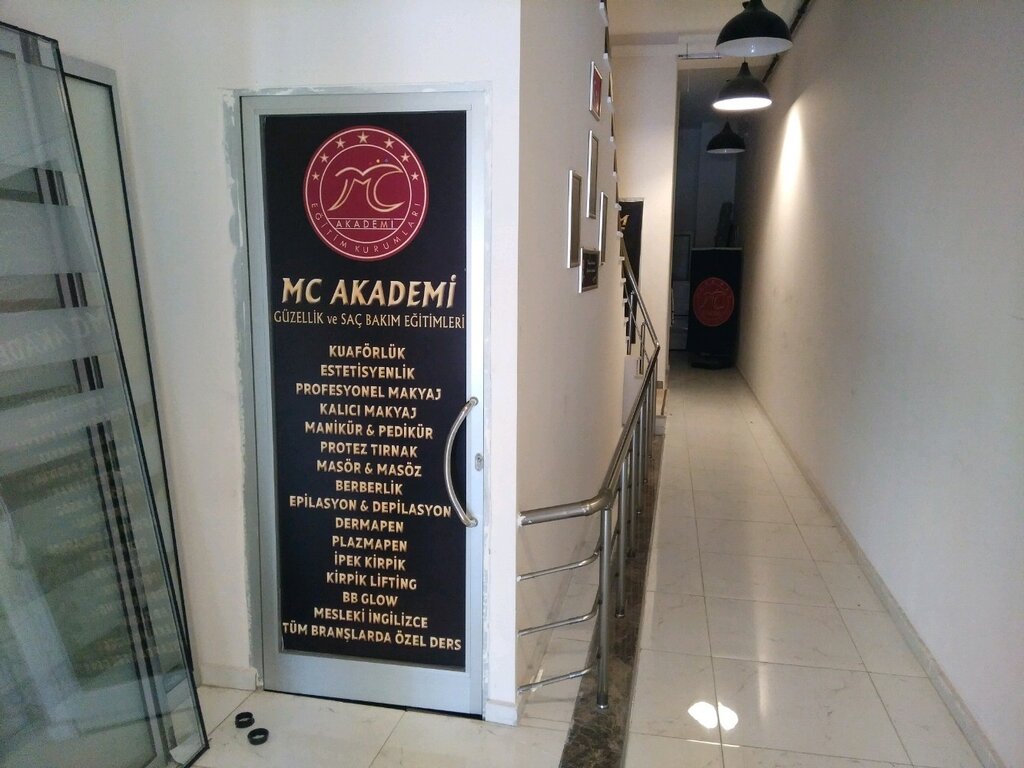 MC
AKADEMİ
EĞİTİM KURUMLARI
MC AKADEMİ
GÜZELLİK ve SAÇ BAKIM EĞİTİMLERİ
KUAFÖRLÜK
ESTETİSYENLİK
PROFESYONEL MAKYAJ
KALICI MAKYAJ
MANİKÜR & PEDİKÜR
PROTEZ TIRNAK
MASÖR & MASÖZ
BERBERLİK
EPİLASYON & DEPİLASYON
DERMAPEN
PLAZMAPEN
İPEK KİRPİK
KİRPİK LİFTİNG
BB GLOW
MESLEKİ İNGİLİZCE
TÜM BRANŞLARDA ÖZEL DERS